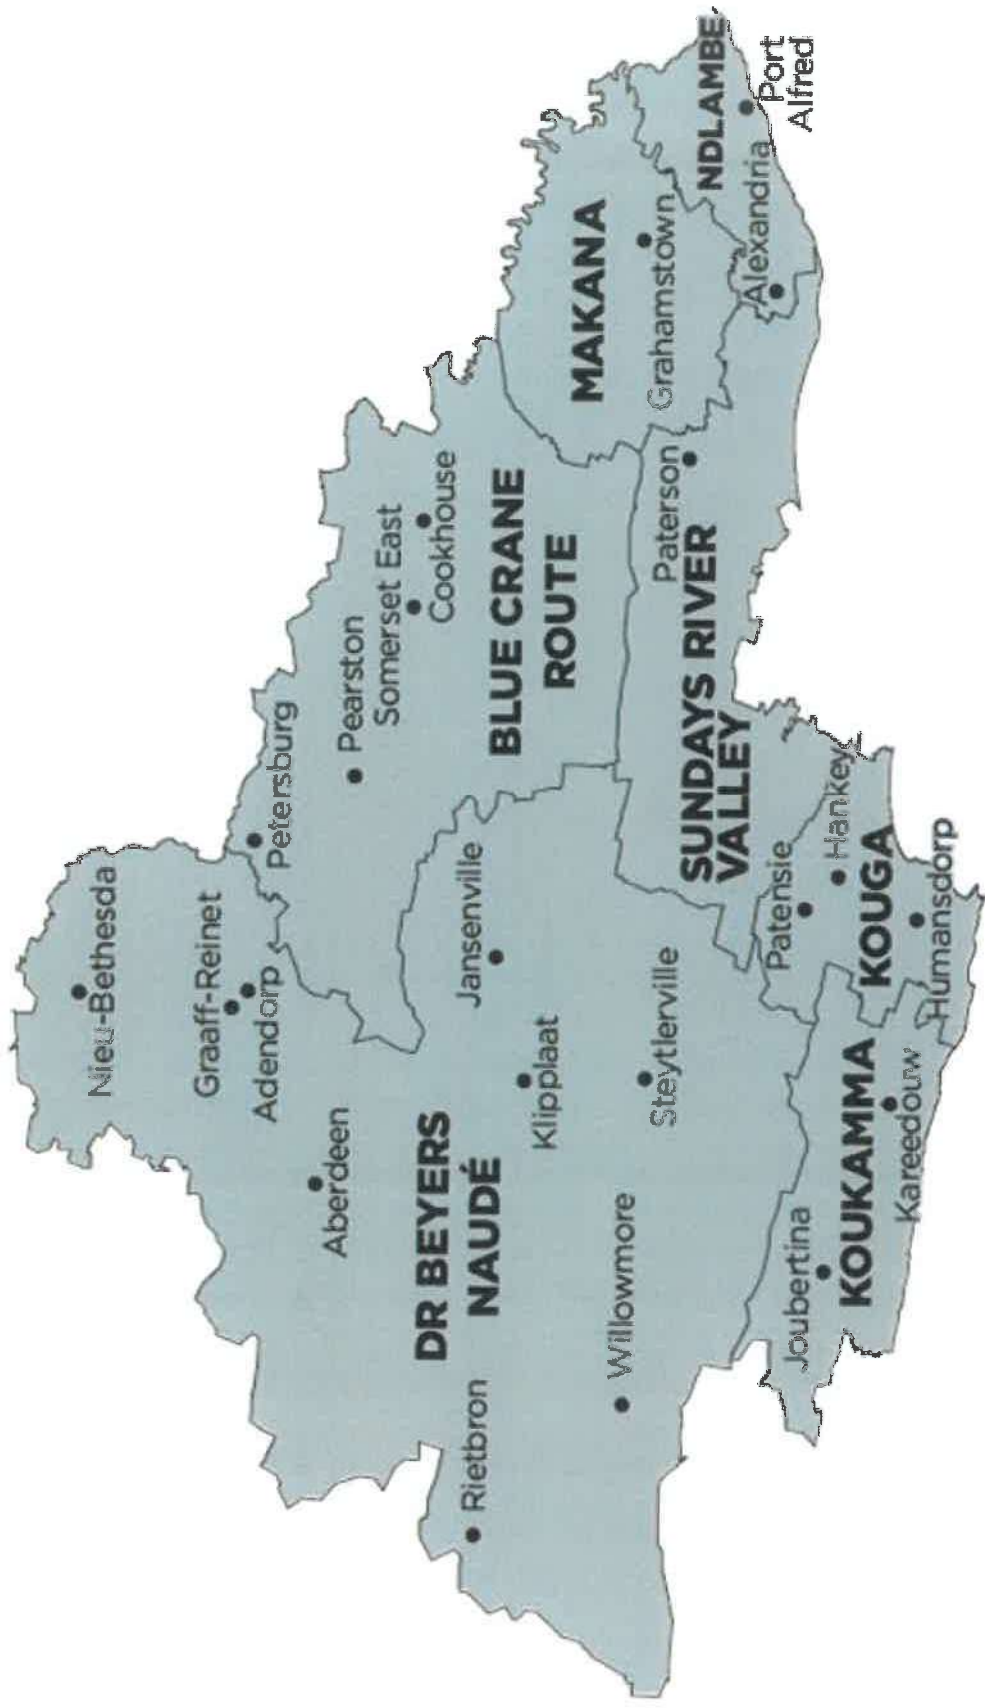 Nieu-Bethesda
Graaff-Reinet
Adendorp
Petersburg
Aberdeen
Pearston
Somerset East
Cookhouse
DR BEYERS
NAUDÉ
Jansenville
BLUE CRANE
ROUTE
Rietbron
Klipplaat
MAKANA
Grahamstown
Willowmore
Steytlerville
Paterson
SUNDAYS RIVER
VALLEY
NDLAMBE
Alexandria
Port
Alfred
Joubertina
Patensie
Hankey
KOUKAMMA
KOUGA
Kareedouw
Humansdorp